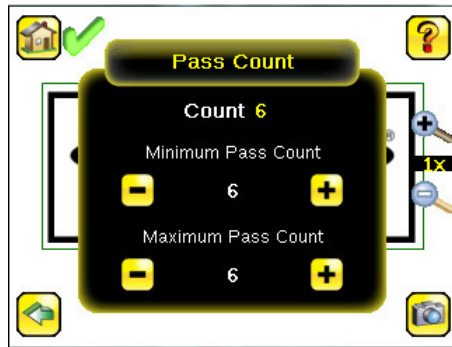 Pass Count
Count 6
Minimum Pass Count
- 6 +
Maximum Pass Count
- 6 +
?
®
+
1x
-